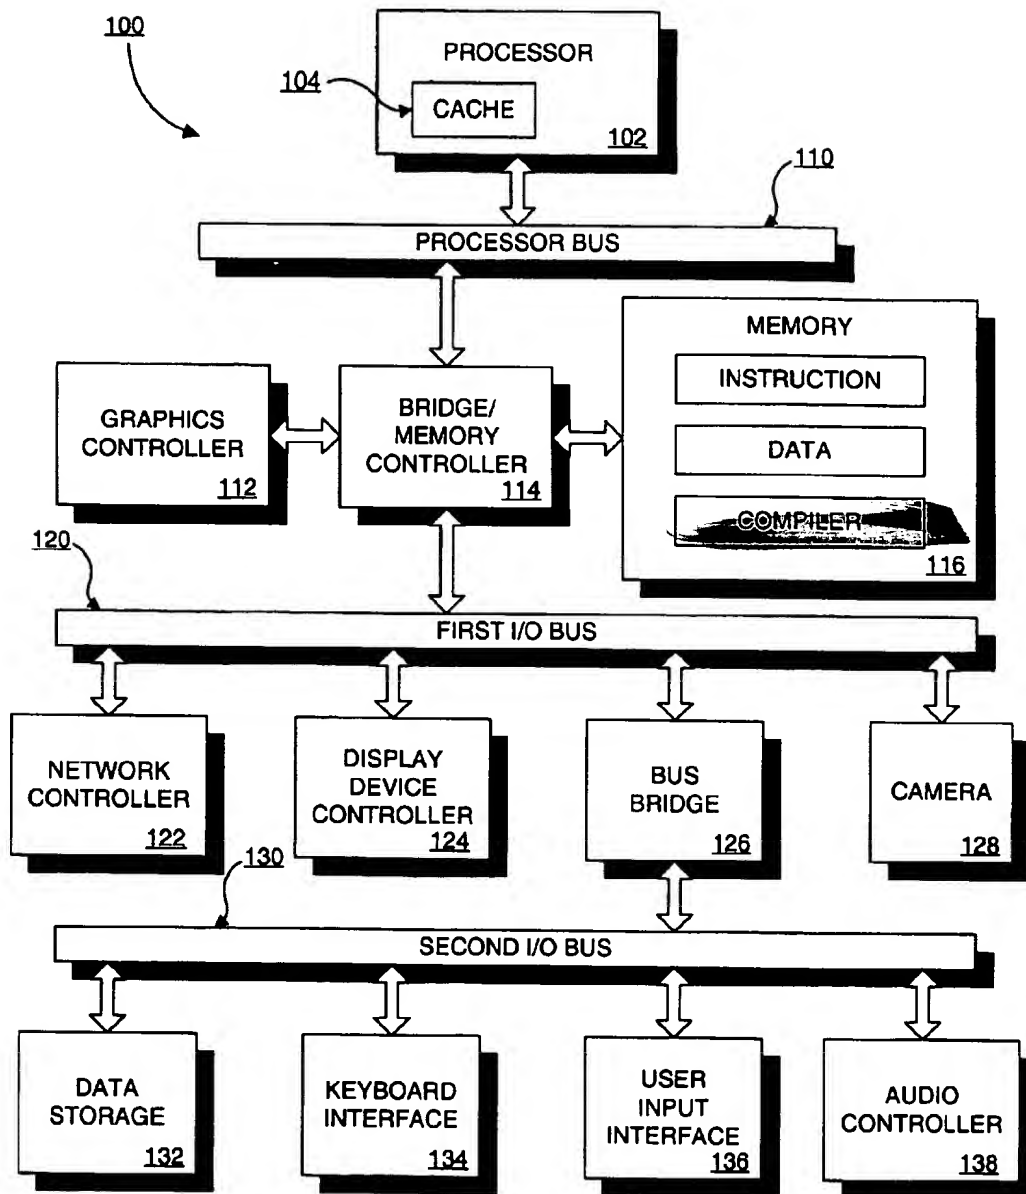 100
PROCESSOR
104
CACHE
102
110
PROCESSOR BUS
MEMORY
INSTRUCTION
DATA
COMPILER
116
GRAPHICS
CONTROLLER
112
BRIDGE/
MEMORY
CONTROLLER
114
120
FIRST I/O BUS
NETWORK
CONTROLLER
122
DISPLAY
DEVICE
CONTROLLER
124
BUS
BRIDGE
126
CAMERA
128
130
SECOND I/O BUS
DATA
STORAGE
132
KEYBOARD
INTERFACE
134
USER
INPUT
INTERFACE
136
AUDIO
CONTROLLER
138